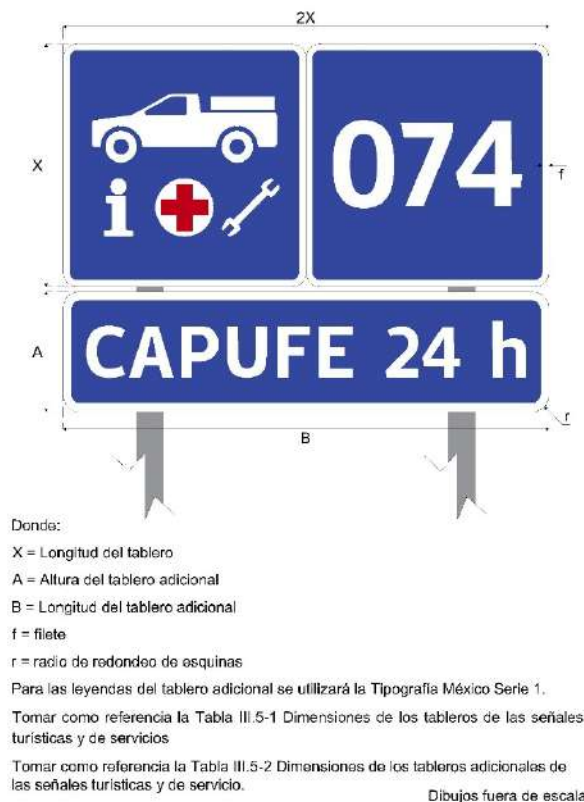 2X
X
074
f
A
CAPUFE 24 h
r
B
Donde:
X = Longitud del tablero
A = Altura del tablero adicional
B = Longitud del tablero adicional
f = filete
r = radio de redondeo de esquinas
Para las leyendas del tablero adicional se utilizará la Tipografía México Serie 1.
Tomar como referencia la Tabla III.5-1 Dimensiones de los tableros de las señales
turísticas y de servicios
Tomar como referencia la Tabla III.5-2 Dimensiones de los tableros adicionales de
las señales turísticas y de servicio.
Dibujos fuera de escala